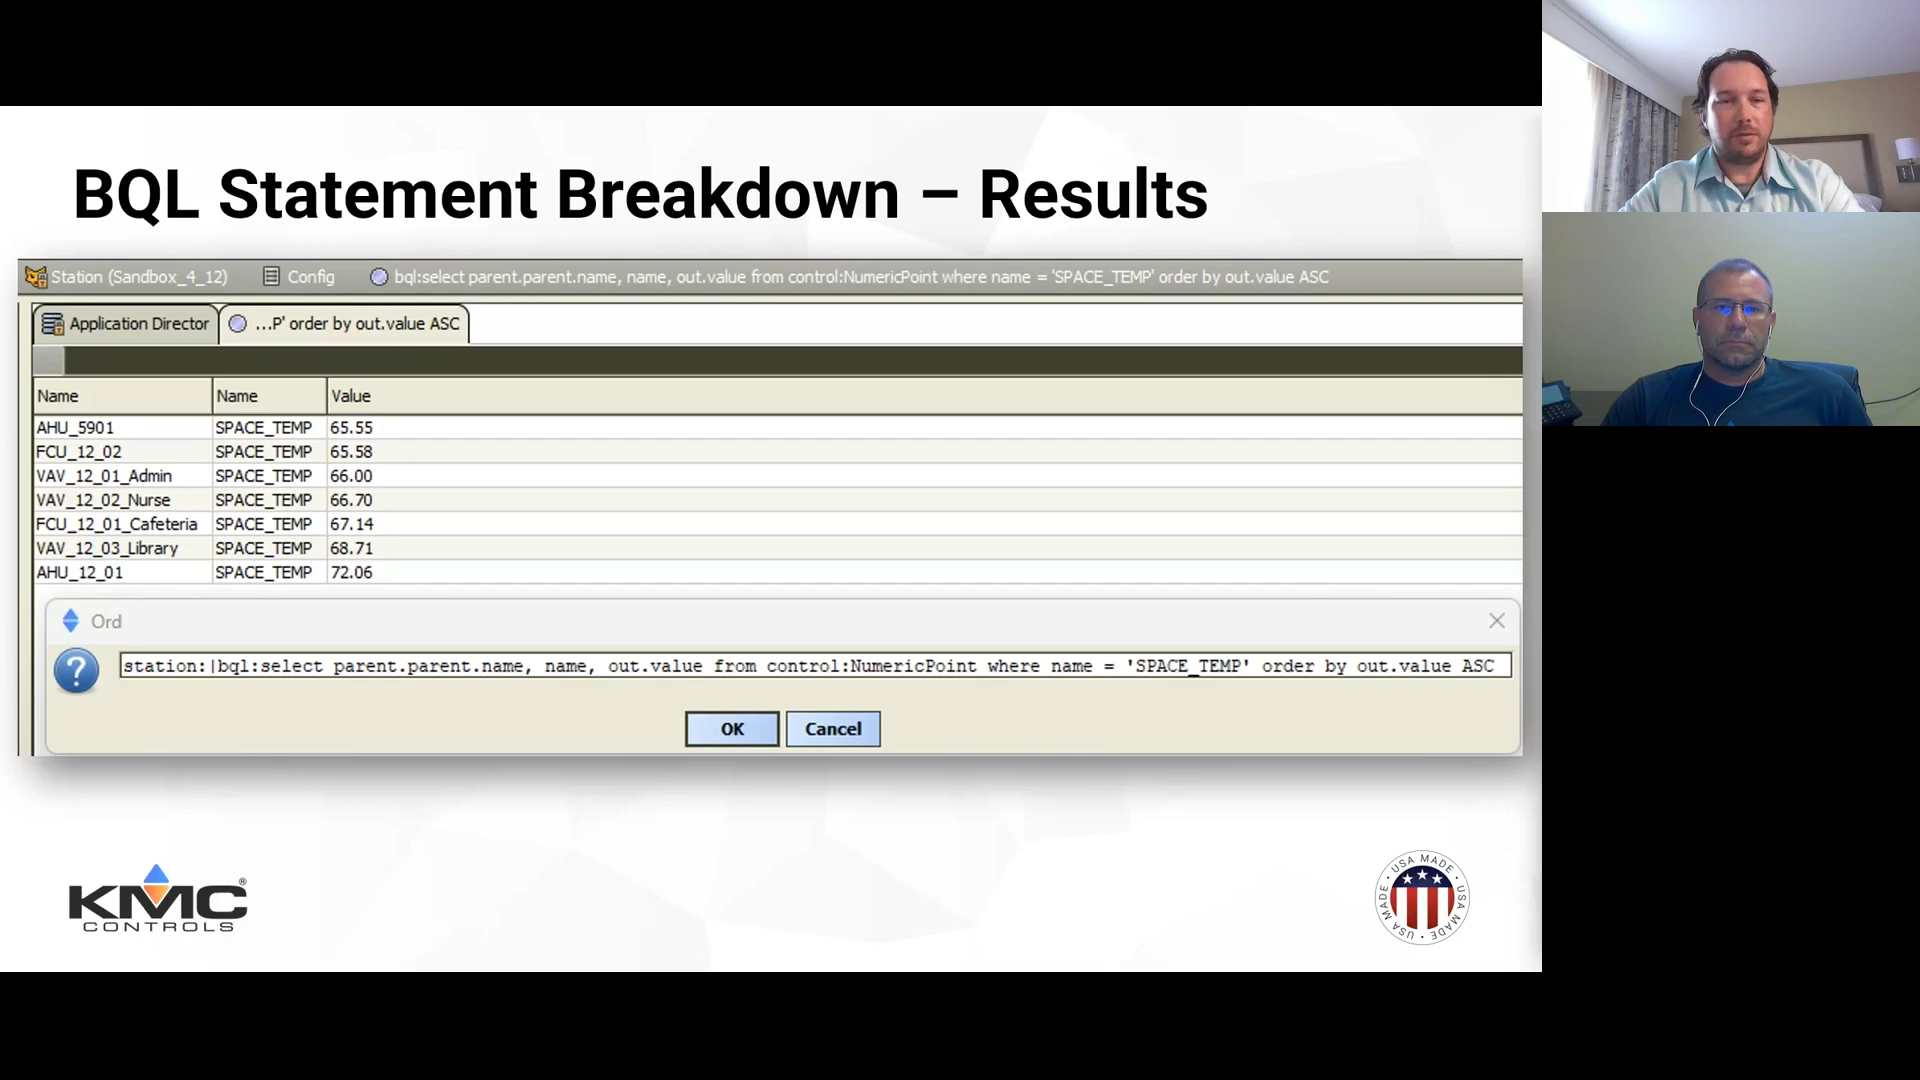 BQL Statement Breakdown – Results
Station (Sandbox_4_12) Config bql:select parent.parent.name, name, out.value from control:NumericPoint where name = 'SPACE_TEMP' order by out.value ASC
Application Director ...P' order by out.value ASC
Name Name Value
AHU_5901 SPACE_TEMP 65.55
FCU_12_02 SPACE_TEMP 65.58
VAV_12_01_Admin SPACE_TEMP 66.00
VAV_12_02_Nurse SPACE_TEMP 66.70
FCU_12_01_Cafeteria SPACE_TEMP 67.14
VAV_12_03_Library SPACE_TEMP 68.71
AHU_12_01 SPACE_TEMP 72.06
Ord
station:|bql:select parent.parent.name, name, out.value from control:NumericPoint where name = 'SPACE_TEMP' order by out.value ASC
OK Cancel
KMC®
CONTROLS
USA MADE • USA MADE • USA • USA MADE •